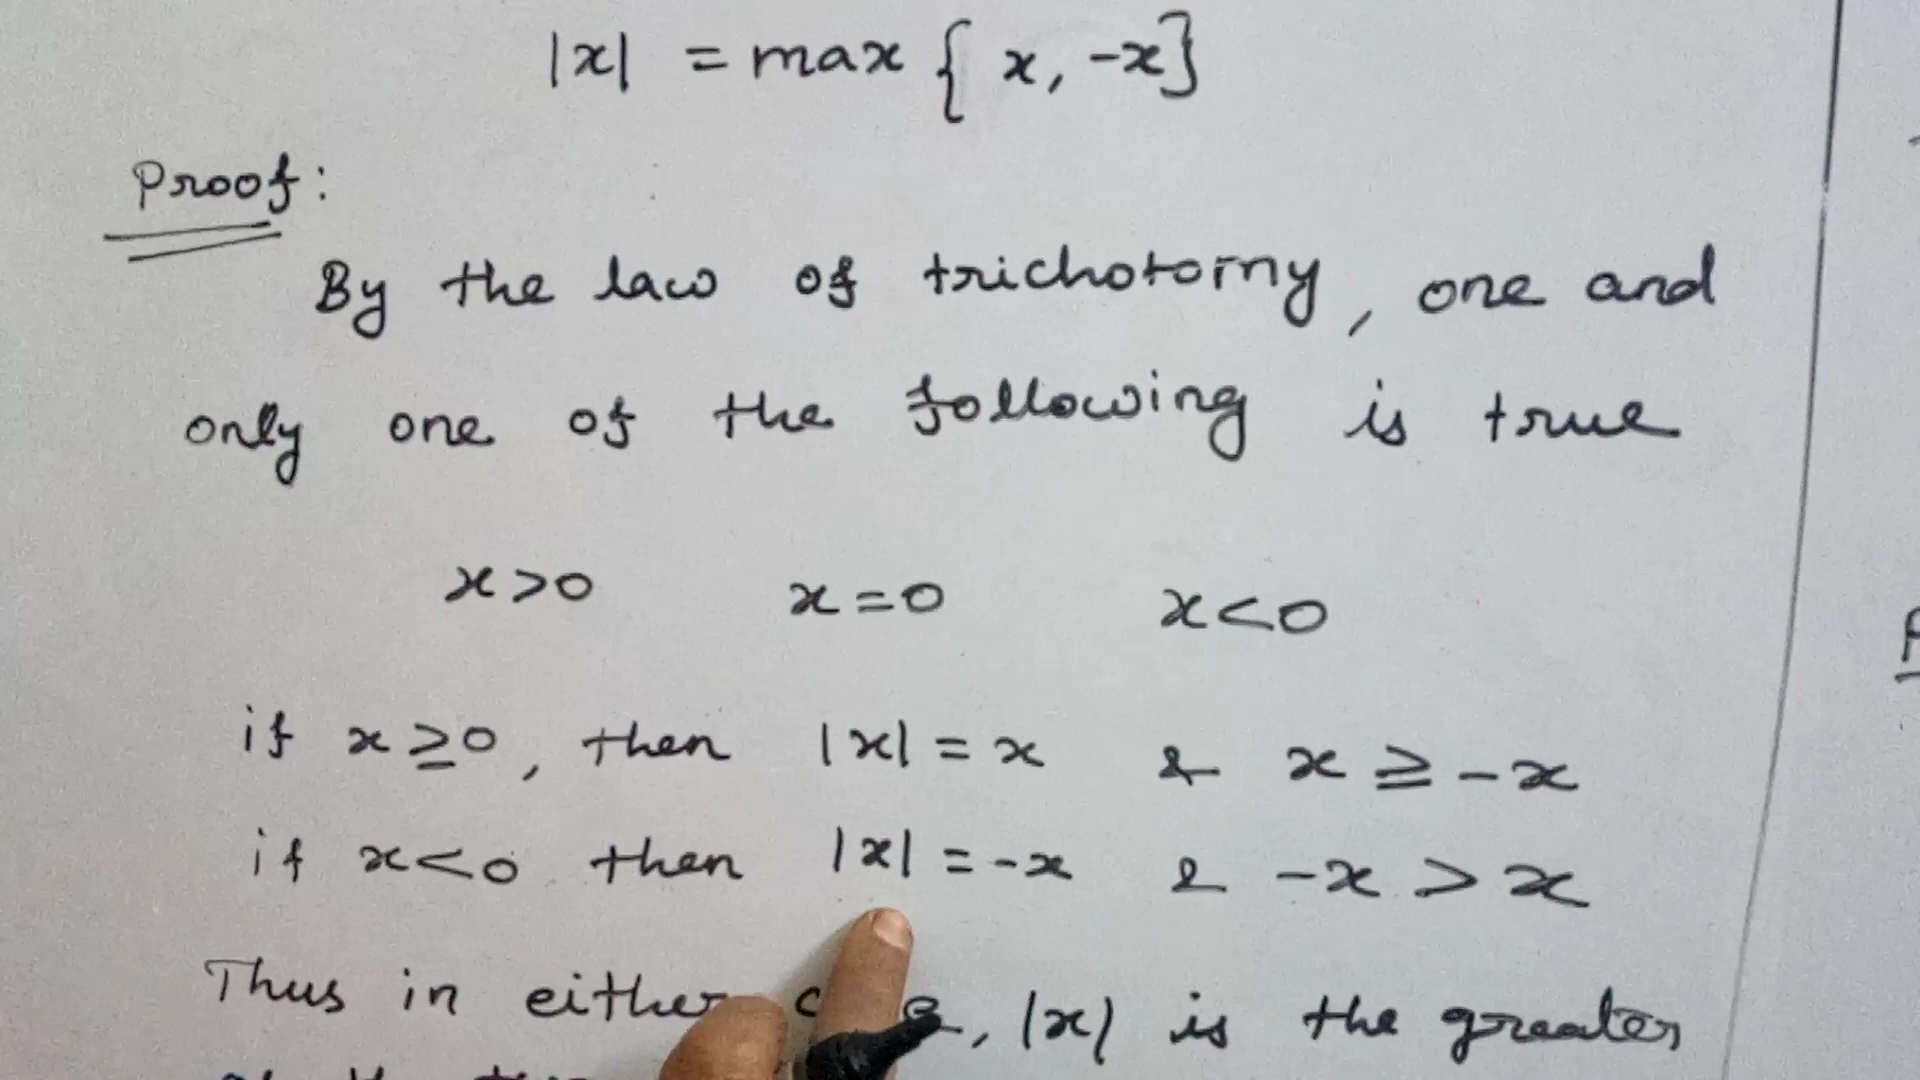 |x| = max { x, -x }
Proof:
By the law of trichotomy, one and
only one of the following is true
x>0 x=0 x<0
if x≥0, then |x| = x & x ≥ -x
if x<0 then |x| = -x & -x > x
Thus in either |x| is the greater